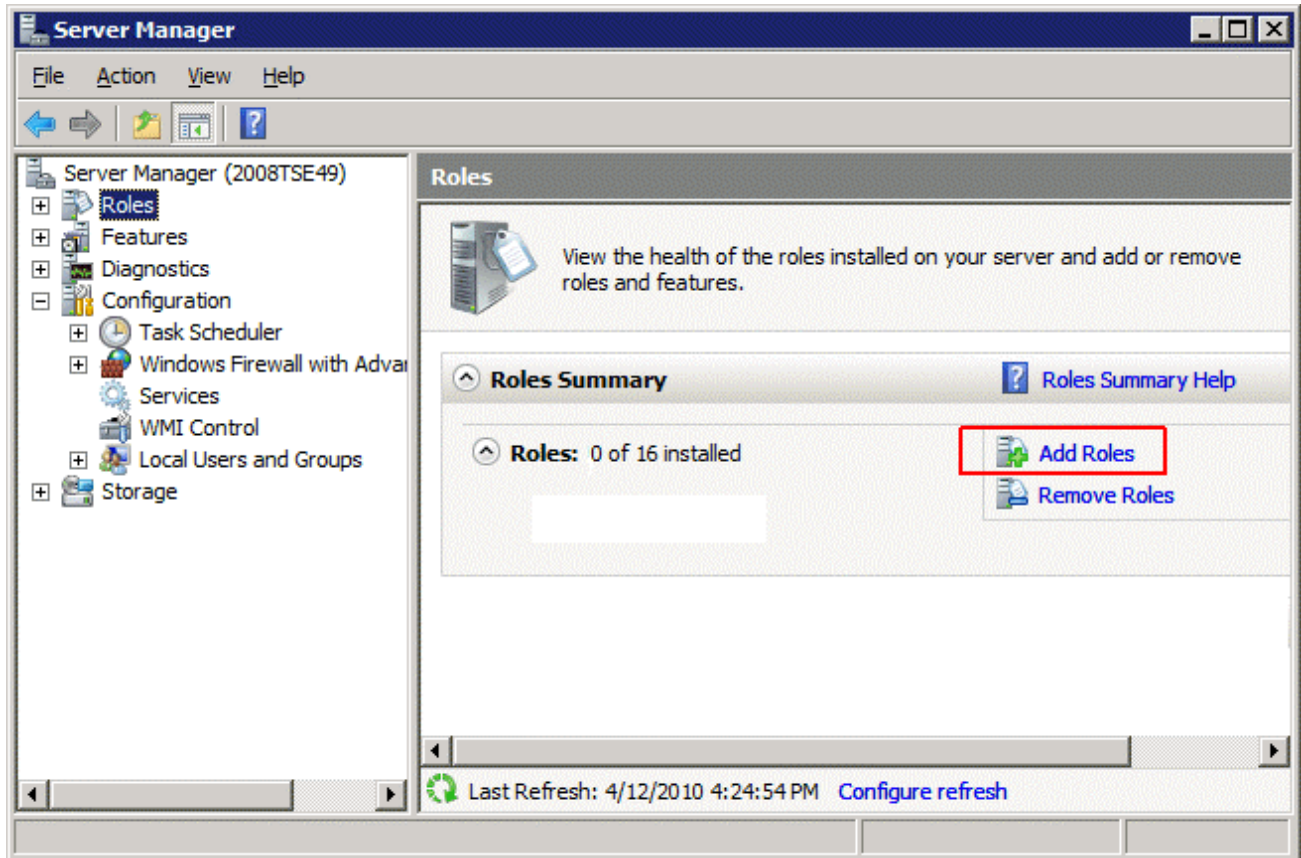 Server Manager
File Action View Help
Server Manager (2008TSE49)
Roles
Features
Diagnostics
Configuration
Task Scheduler
Windows Firewall with Advar
Services
WMI Control
Local Users and Groups
Storage
Roles
View the health of the roles installed on your server and add or remove
roles and features.
Roles Summary
Roles Summary Help
Roles: 0 of 16 installed
Add Roles
Remove Roles
Last Refresh: 4/12/2010 4:24:54 PM Configure refresh